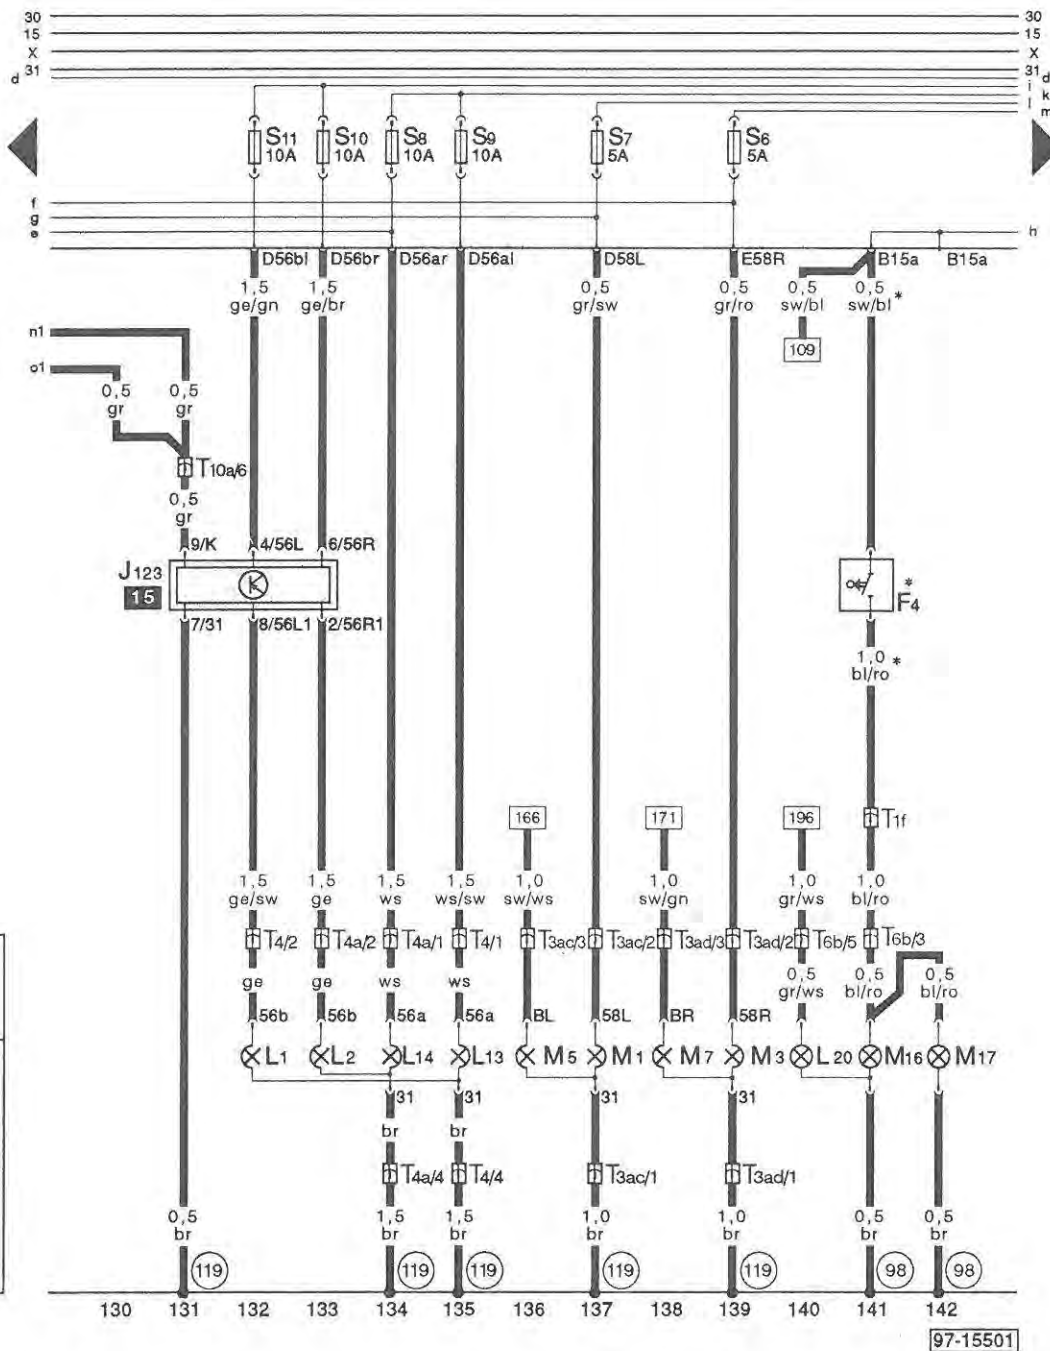 30 30
15 15
X X
31 31
d d
i
k
l
m
S11 S10 S8 S9 S7 S6
10A 10A 10A 10A 5A 5A
f
g
e h
D56bl D56br D56ar D56al D58L E58R B15a B15a
1,5 1,5 0,5 0,5 0,5 0,5
ge/gn ge/br gr/sw gr/ro sw/bl sw/bl*
n1
109
o1
0,5 0,5
gr gr
T10a/6
0,5
gr
9/K 4/56L 6/56R
J123
15
*
F4
7/31 8/56L1 2/56R1
1,0
bl/ro*
166 171 196 T1f
1,5 1,5 1,5 1,5 1,0 1,0 1,0 1,0
ge/sw ge ws ws/sw sw/ws sw/gn gr/ws bl/ro
T4/2 T4a/2 T4a/1 T4/1 T3ac/3 T3ac/2 T3ad/3 T3ad/2 T6b/5 T6b/3
ge ge ws ws 0,5 0,5 0,5
gr/ws bl/ro bl/ro
56b 56b 56a 56a BL 58L BR 58R
L1 L2 L14 L13 M5 M1 M7 M3 L20 M16 M17
31 31 31 31
br br
T4a/4 T4/4 T3ac/1 T3ad/1
0,5 1,5 1,5 1,0 1,0 0,5 0,5
br br br br br br br
119 119 119 119 119 98 98
130 131 132 133 134 135 136 137 138 139 140 141 142
97-15501